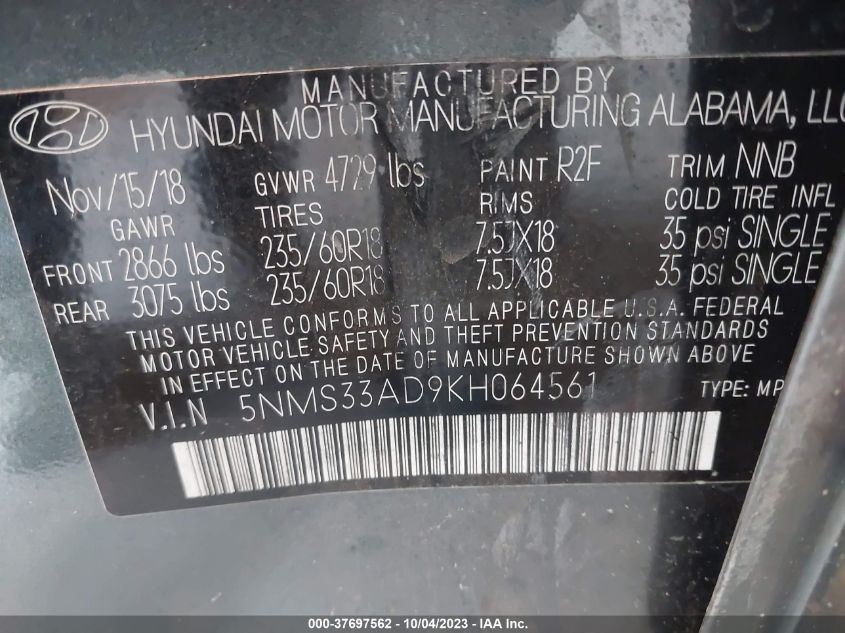 MANUFACTURED BY
HYUNDAI MOTOR MANUFACTURING ALABAMA, LLC
Nov/15/18 GVWR 4729 lbs PAINT R2F TRIM NNB
GAWR TIRES RIMS COLD TIRE INFL
FRONT 2866 lbs 235/60R18 7.5JX18 35 psi SINGLE
REAR 3075 lbs 235/60R18 7.5JX18 35 psi SINGLE
THIS VEHICLE CONFORMS TO ALL APPLICABLE U.S.A. FEDERAL
MOTOR VEHICLE SAFETY AND THEFT PREVENTION STANDARDS
IN EFFECT ON THE DATE OF MANUFACTURE SHOWN ABOVE
V.I.N 5NMS33AD9KH064561 TYPE: MP
000-37697562 - 10/04/2023 - IAA Inc.